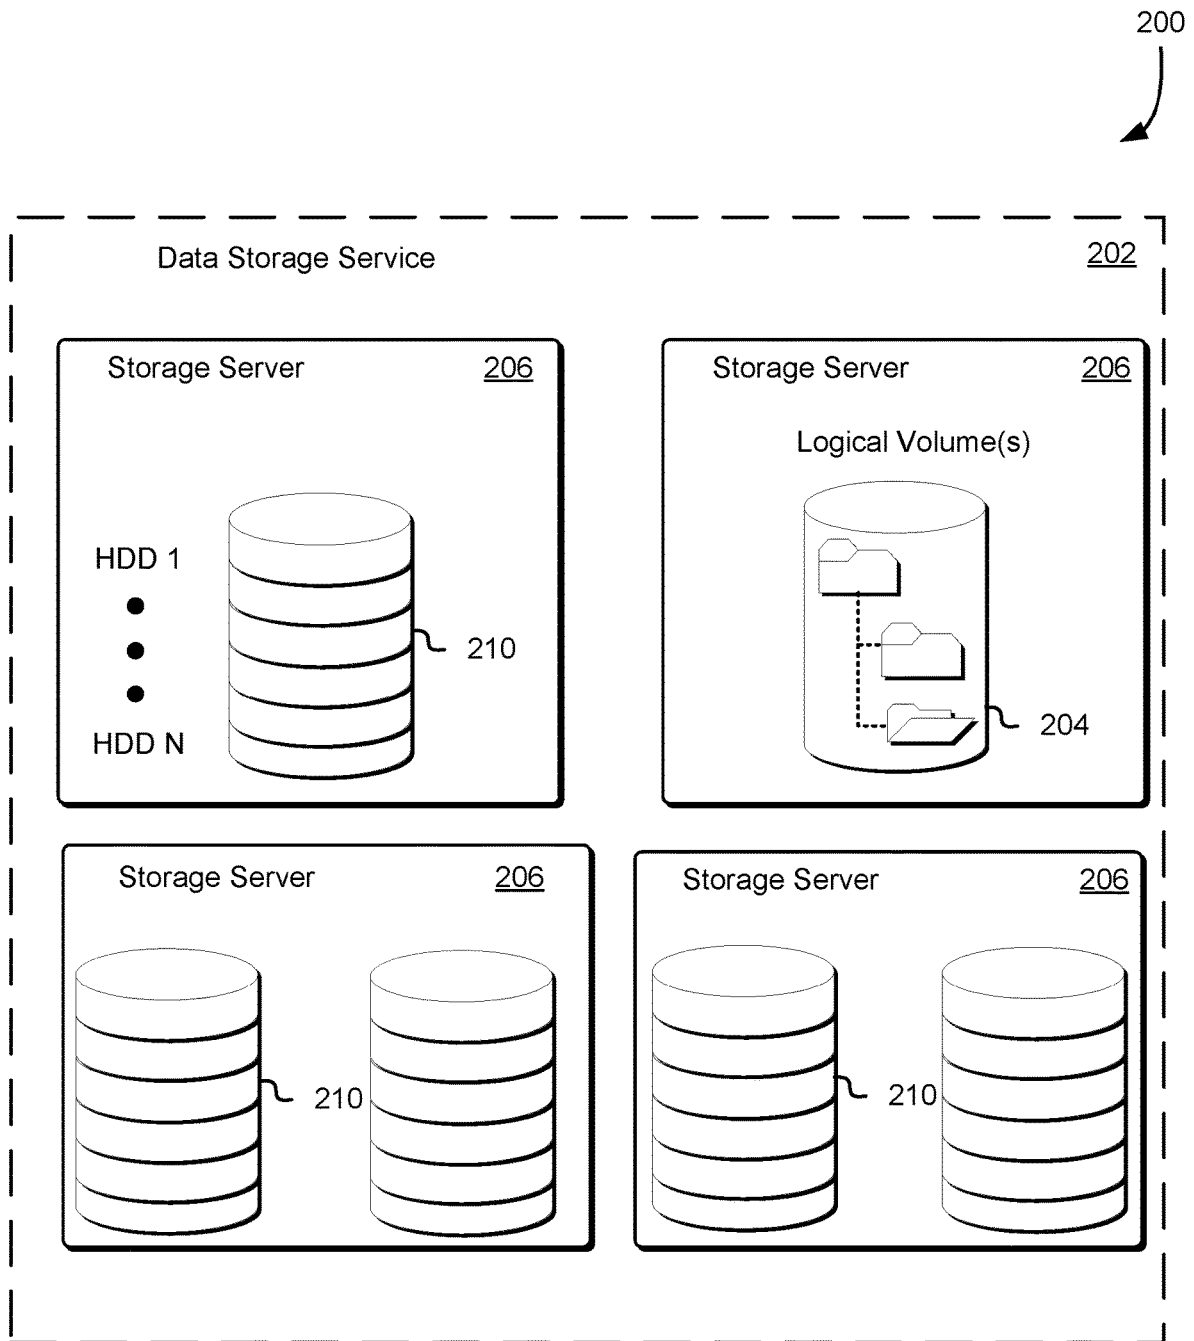 200
Data Storage Service 202
Storage Server 206
HDD 1
HDD N
210
Storage Server 206
Logical Volume(s)
204
Storage Server 206
210
Storage Server 206
210